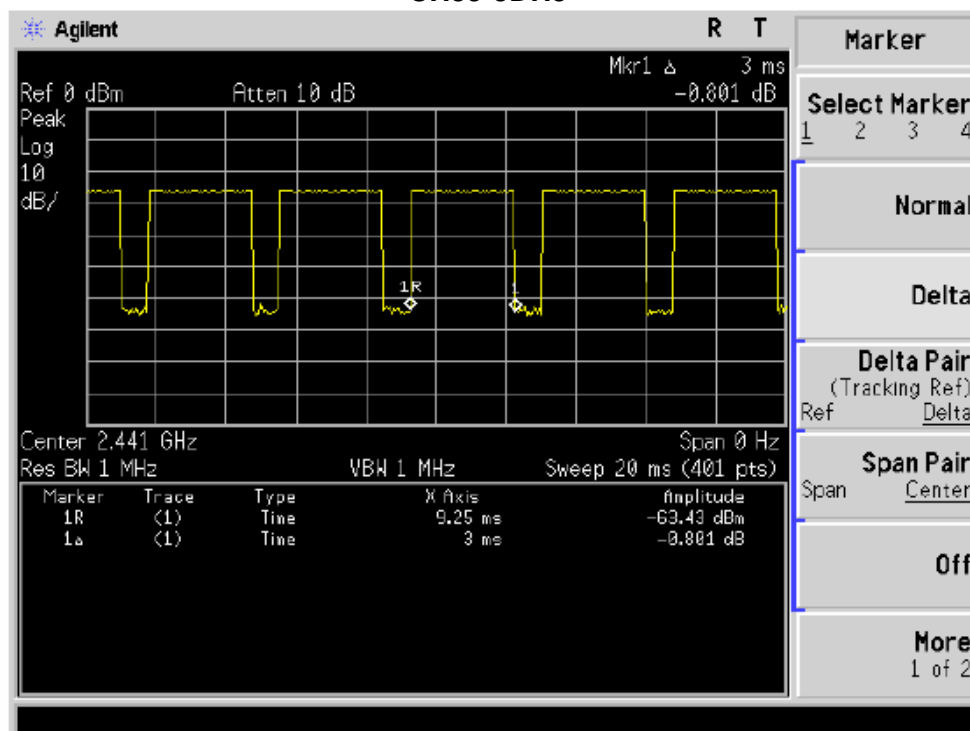 Agilent R T
Mkr1 Δ 3 ms
Ref 0 dBm Atten 10 dB -0.801 dB
Peak
Log
10
dB/
1R 1
Center 2.441 GHz Span 0 Hz
Res BW 1 MHz VBW 1 MHz Sweep 20 ms (401 pts)
Marker Trace Type X Axis Amplitude
1R (1) Time 9.25 ms -63.43 dBm
1Δ (1) Time 3 ms -0.801 dB
Marker
Select Marker
1 2 3 4
Normal
Delta
Delta Pair
(Tracking Ref)
Ref Delta
Span Pair
Span Center
Off
More
1 of 2